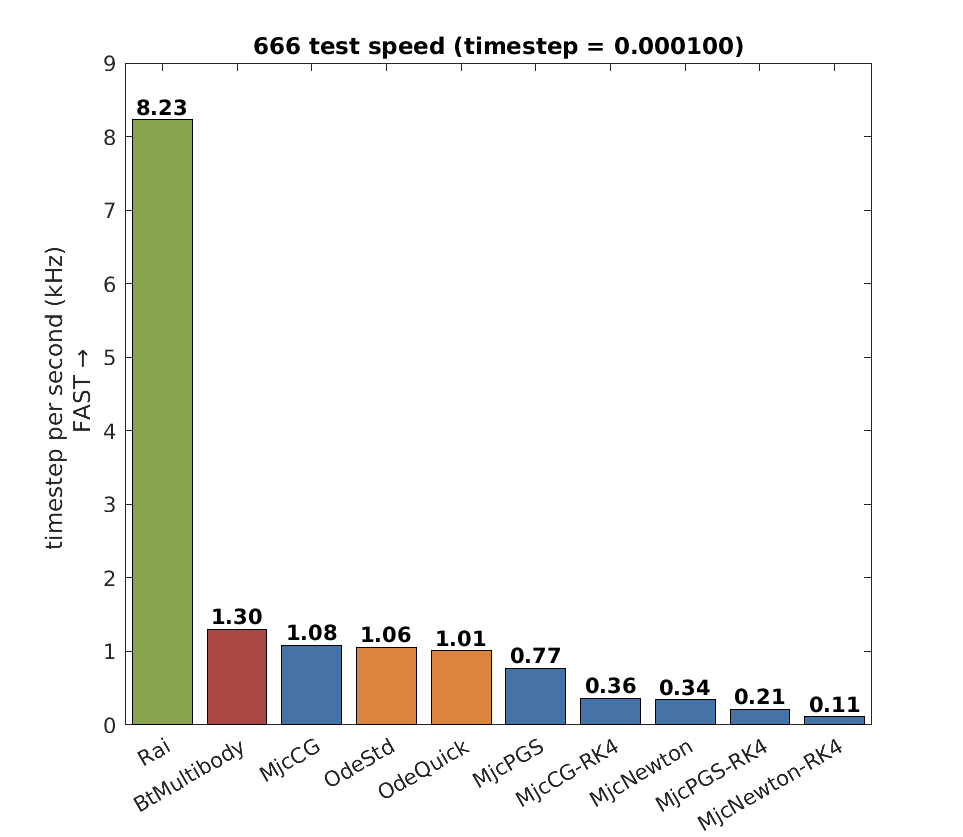 666 test speed (timestep = 0.000100)
timestep per second (kHz)
FAST →
9
8
7
6
5
4
3
2
1
0
8.23
1.30
1.08
1.06
1.01
0.77
0.36
0.34
0.21
0.11
Rai
BtMultibody
MjcCG
OdeStd
OdeQuick
MjcPGS
MjcCG-RK4
MjcNewton
MjcPGS-RK4
MjcNewton-RK4